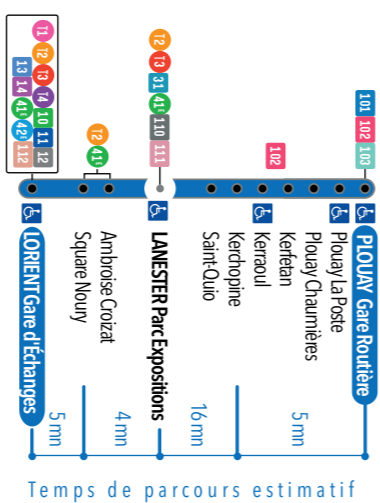 T1
T2 T3 T4 10 11 12
13 14 41E 42E 112
T2 41E
T2 T3 31 41E 110 111
102
101 102 103
LORIENT Gare d'Échanges
Square Noury
Ambroise Croizat
LANESTER Parc Expositions
Saint-Quio
Kerchopine
Kerraoul
Kerfetan
Plouay Chaumières
Plouay La Poste
PLOUAY Gare Routière
5 mn
4 mn
16 mn
5 mn
Temps de parcours estimatif